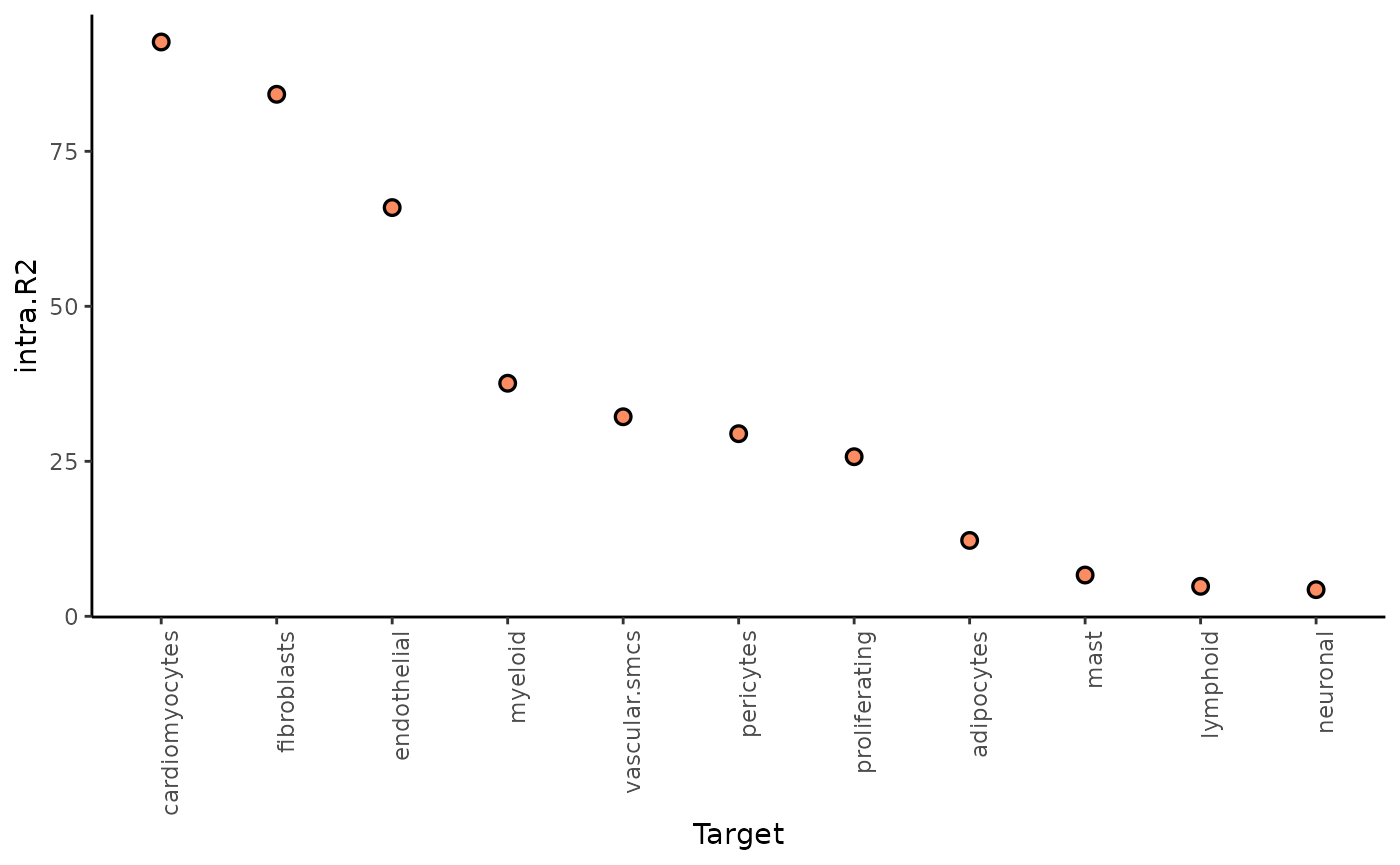 intra.R2
75
50
25
0
cardiomyocytes
fibroblasts
endothelial
myeloid
vascular.smcs
pericytes
proliferating
adipocytes
mast
lymphoid
neuronal
Target